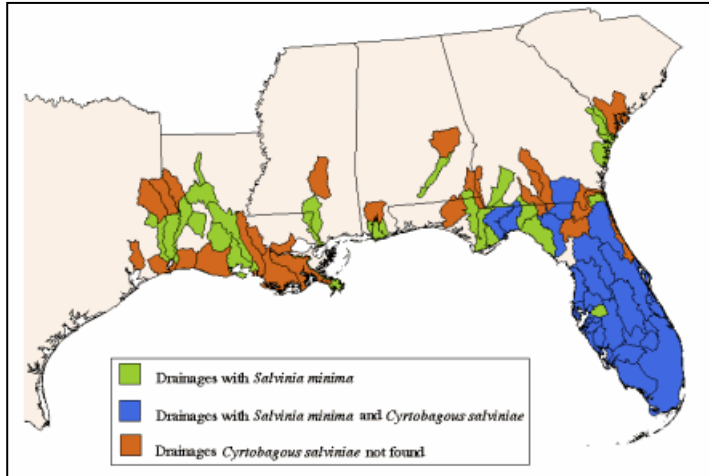 Drainages with Salvinia minima
Drainages with Salvinia minima and Cyrtobagous salviniae
Drainages Cyrtobagous salviniae not found